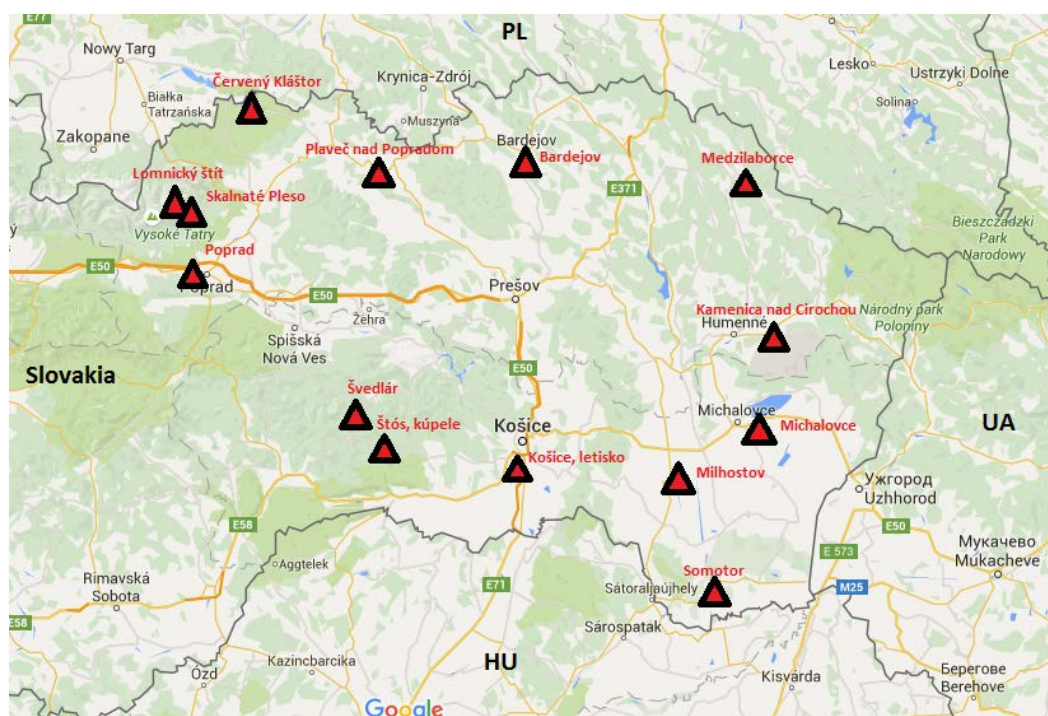 E77
PL
Nowy Targ
Lesko
Ustrzyki Dolne
Červený Kláštor
Krynica-Zdrój
Białka
Tatrzańska
Solina
Muszyna
Zakopane
Bardejov
Plaveč nad Popradom
Bardejov
Medzilaborce
Lomnický štít
E371
Skalnaté Pleso
Bieszczadzki
Park
Narodowy
ý
Vysoké Tatry
Poprad
E50
Poprad
E50
Prešov
Žehra
Kamenica nad Cirochou
Národný park
Poloniny
Humenné
Spišská
Nová Ves
E50
Slovakia
Švedlár
Michalovce
Štós, kúpele
Košice
Michalovce
UA
Košice, letisko
Milhostov
Ужгород
Uzhhorod
E58
E50
E 573
Мукачево
Mukacheve
Aggtelek
Somotor
Rimavská
Sobota
E71
Sátoraljaújhely
M25
E58
Sárospatak
HU
Kazincbarcika
Ózd
Kisvárda
Берегове
Berehove
Google